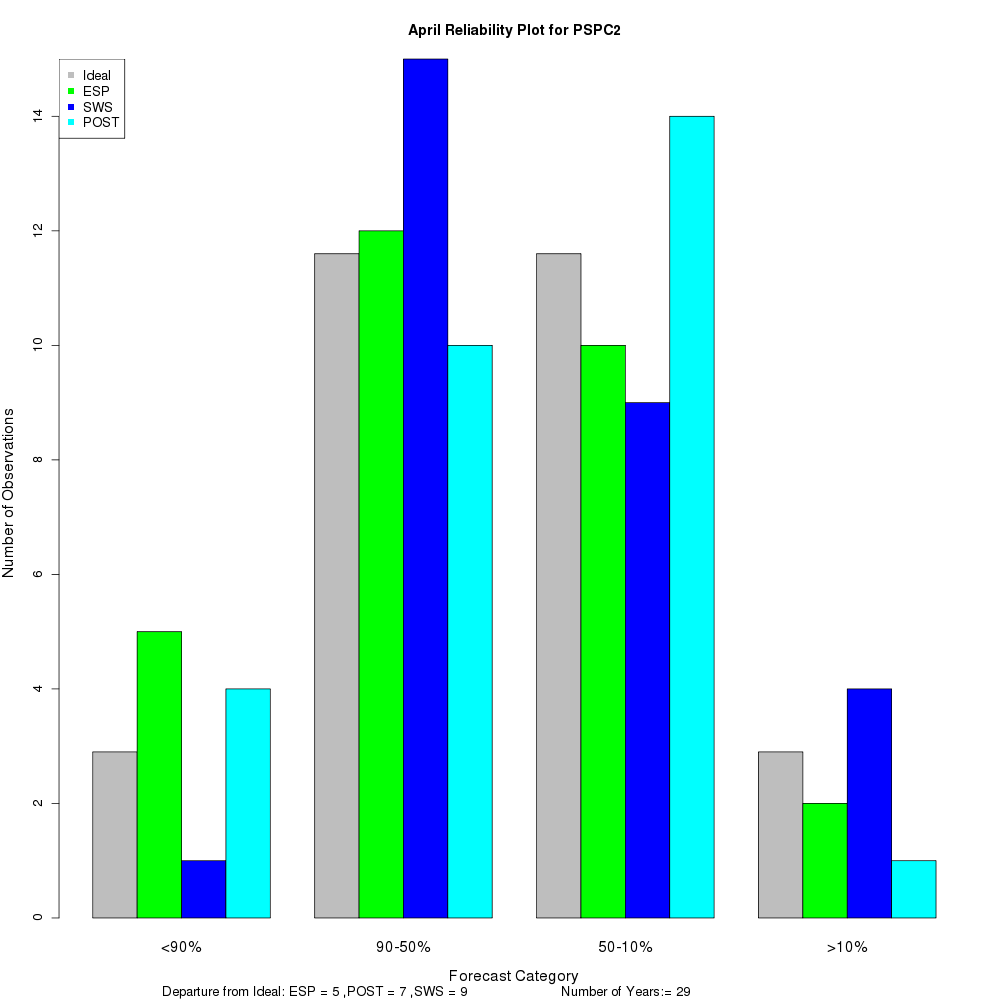 April Reliability Plot for PSPC2
Ideal
ESP
SWS
POST
Number of Observations
0
2
4
6
8
10
12
14
<90%
90-50%
50-10%
>10%
Forecast Category
Departure from Ideal: ESP = 5 ,POST = 7 ,SWS = 9
Number of Years:= 29